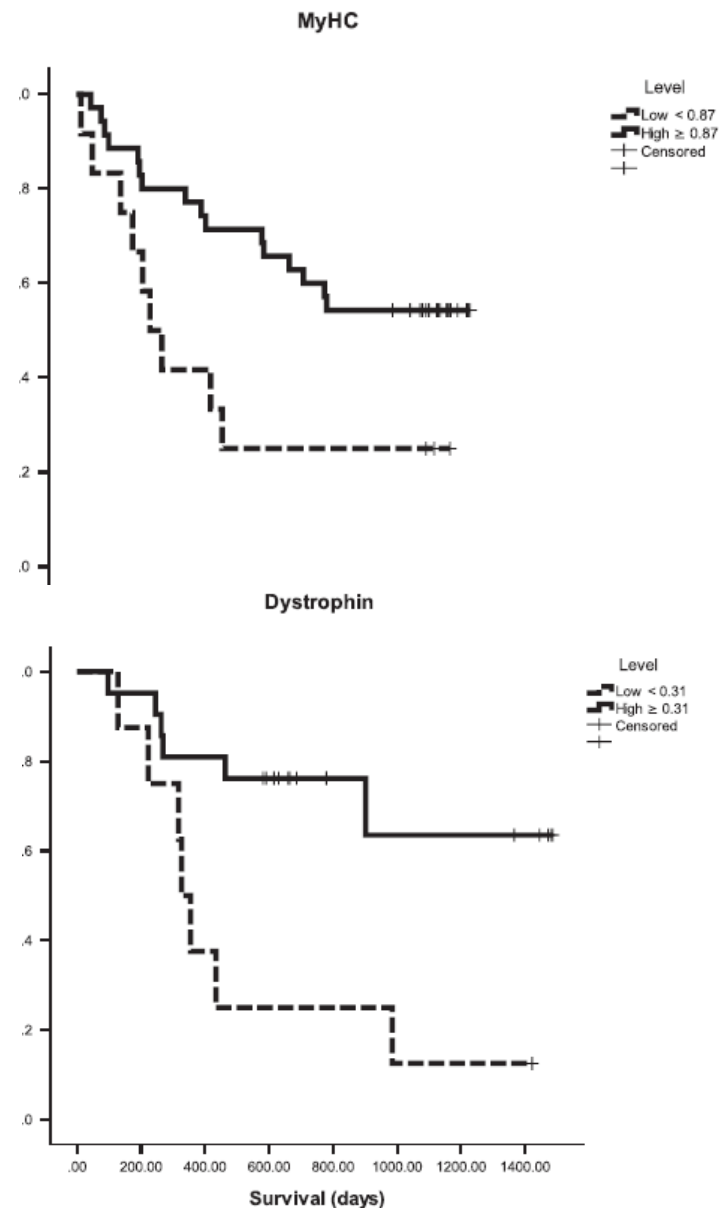 MyHC
Level
Low < 0.87
High ≥ 0.87
Censored
.0
.8
.6
.4
.2
.0
Dystrophin
Level
Low < 0.31
High ≥ 0.31
Censored
.0
.8
.6
.4
.2
.0
.00 200.00 400.00 600.00 800.00 1000.00 1200.00 1400.00
Survival (days)